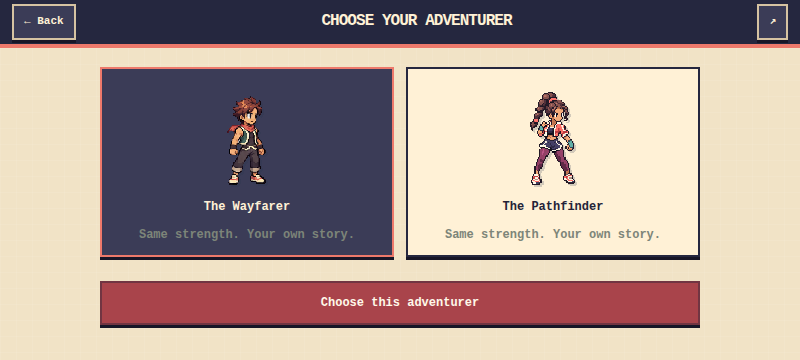 ← Back
CHOOSE YOUR ADVENTURER
↗
The Wayfarer
Same strength. Your own story.
The Pathfinder
Same strength. Your own story.
Choose this adventurer